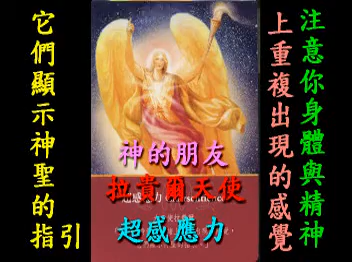 注意你身體與精神
上重複出現的感覺
它們顯示神聖的
指引
神的朋友
拉貴爾天使
超感應力